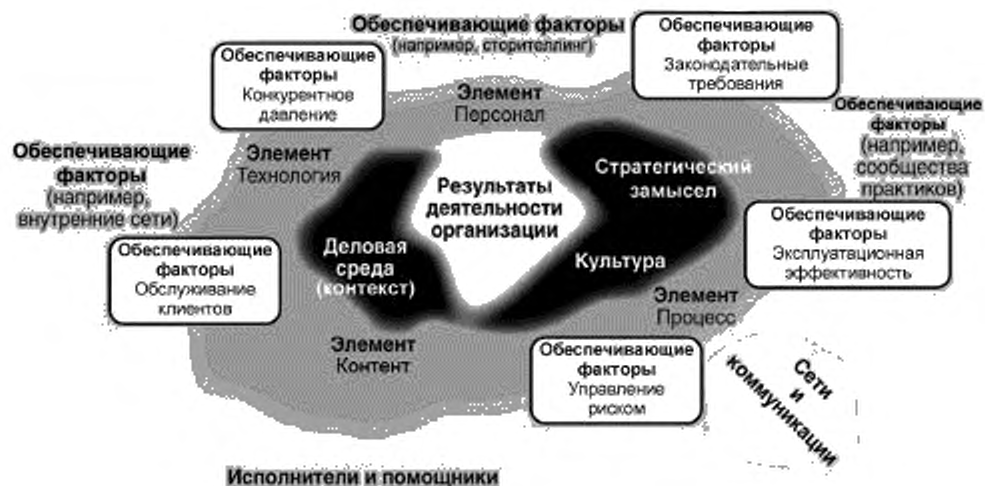 Обеспечивающие факторы
(например, сторителлинг)
Обеспечивающие
факторы
Законодательные
требования
Обеспечивающие
факторы
Конкурентное
давление
Элемент
Персонал
Обеспечивающие
факторы
(например,
сообщества
практиков)
Обеспечивающие
факторы
(например,
внутренние сети)
Элемент
Технология
Стратегический
замысел
Результаты
деятельности
организации
Обеспечивающие
факторы
Эксплуатационная
эффективность
Обеспечивающие
факторы
Обслуживание
клиентов
Деловая
среда
(контекст)
Культура
Элемент
Процесс
Элемент
Контент
Обеспечивающие
факторы
Управление
риском
Сети
и
коммуникации
Исполнители и помощники